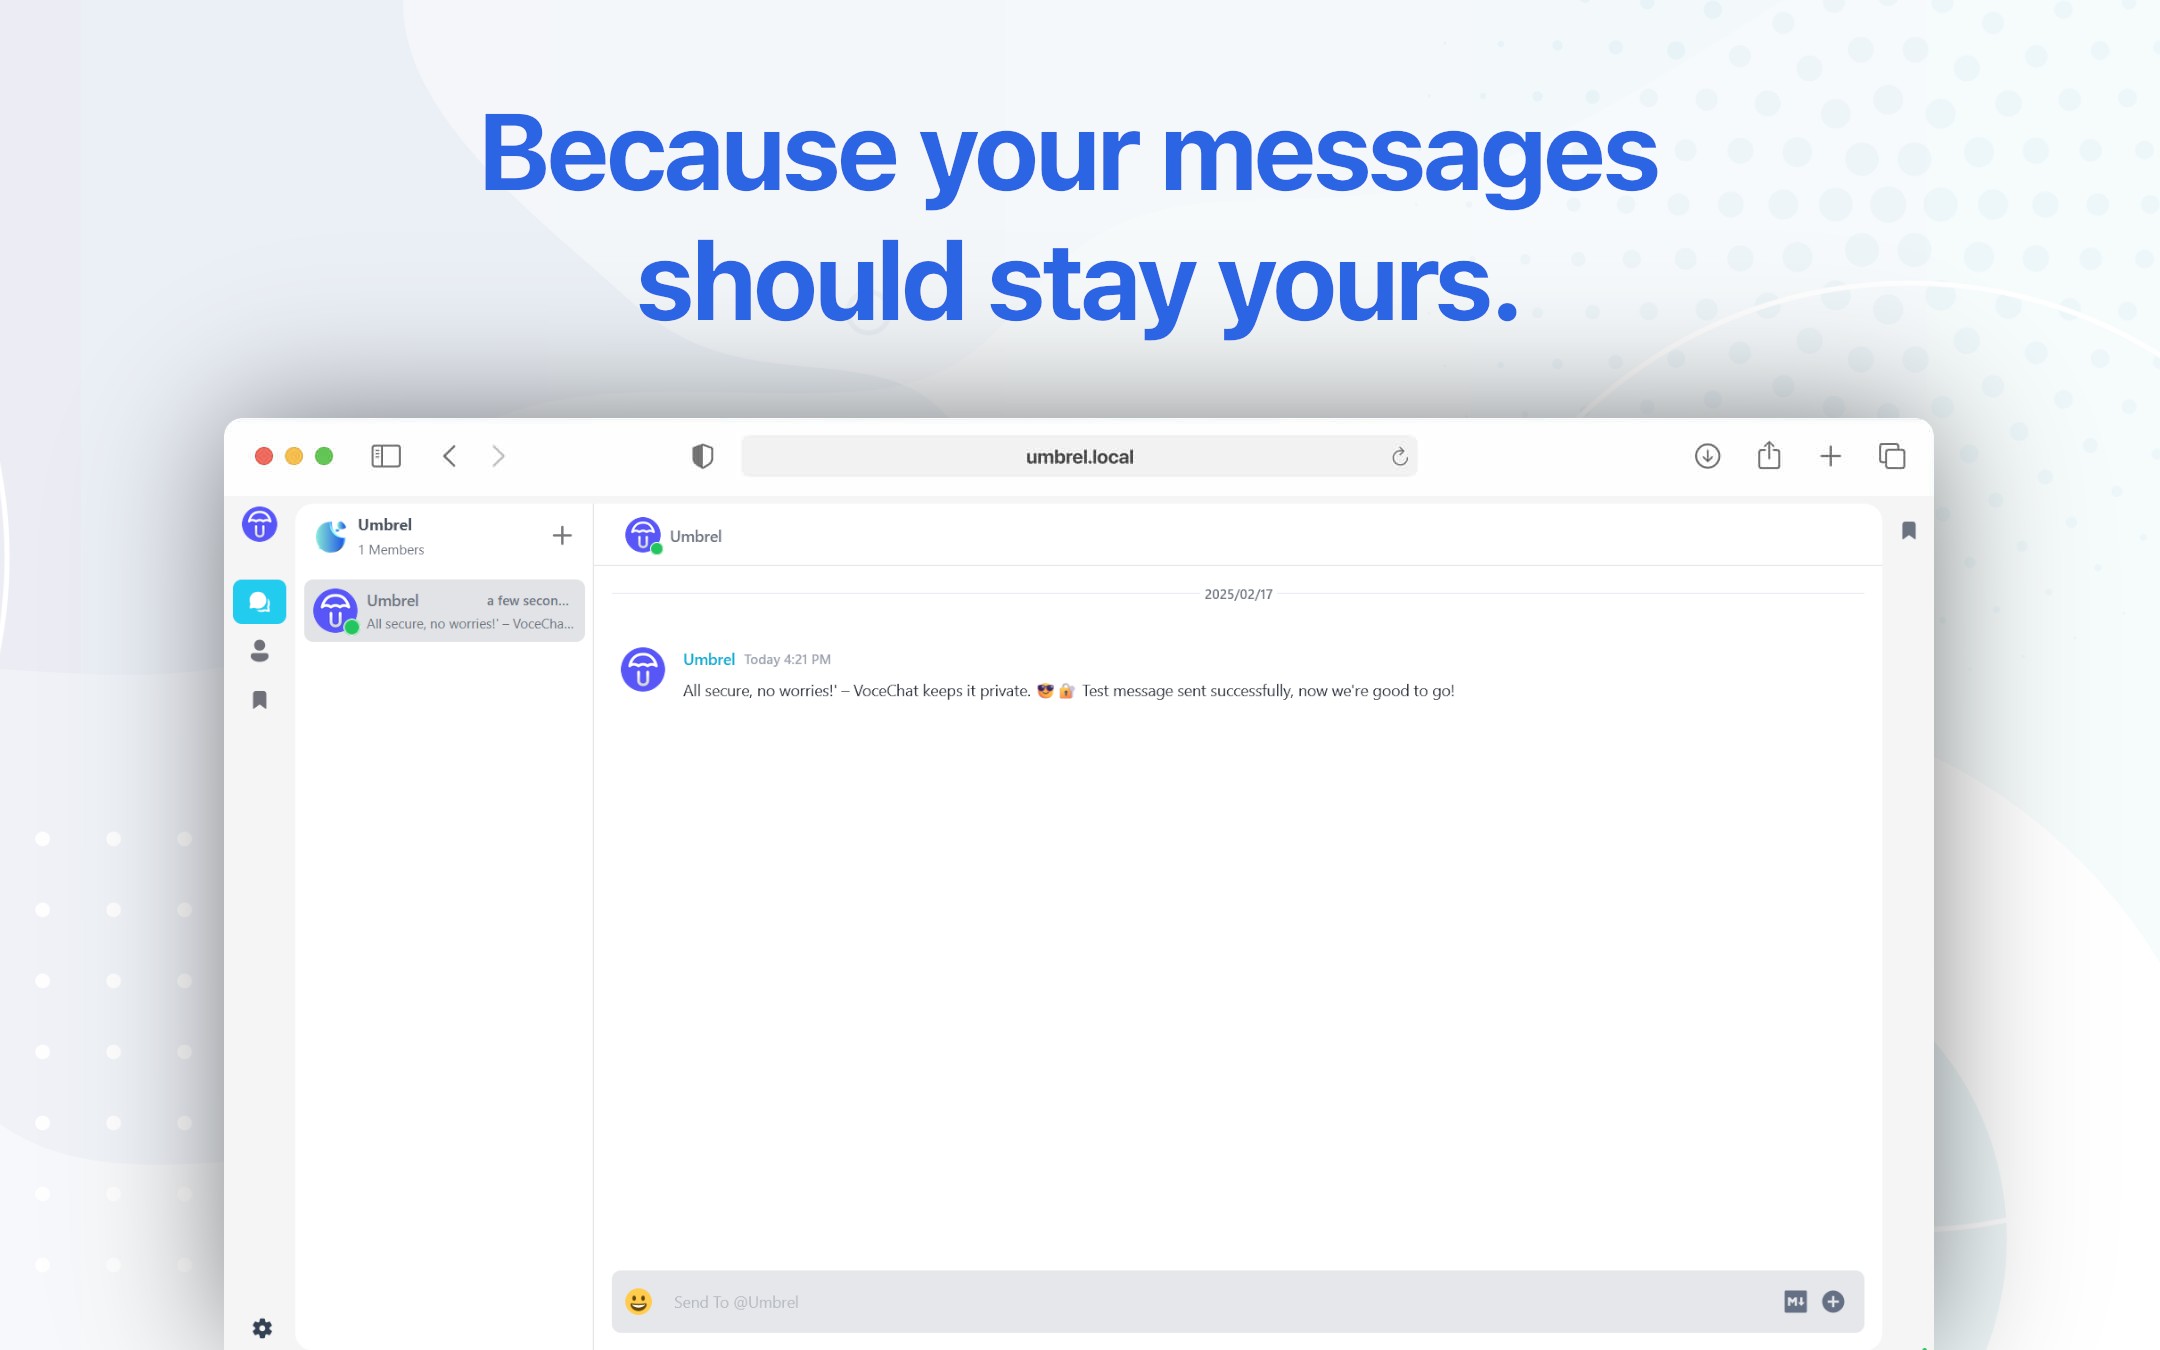 Because your messages
should stay yours.
umbrel.local
Umbrel
1 Members
Umbrel
a few secon...
All secure, no worries!' – VoceCha...
Umbrel
2025/02/17
Umbrel Today 4:21 PM
All secure, no worries!' – VoceChat keeps it private. 😎 🔐 Test message sent successfully, now we're good to go!
Send To @Umbrel
M↓